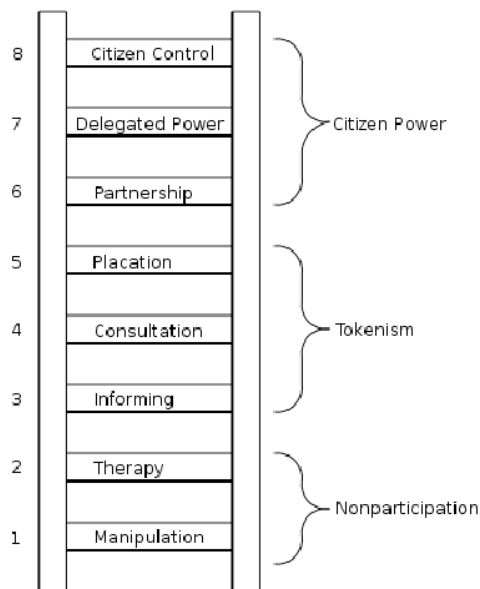 8 Citizen Control
7 Delegated Power
Citizen Power
6 Partnership
5 Placation
4 Consultation
Tokenism
3 Informing
2 Therapy
Nonparticipation
1 Manipulation